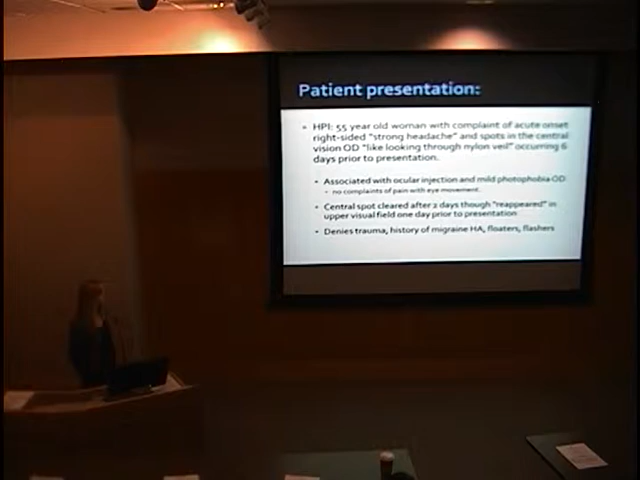 Patient presentation:
HPI: 55 year old woman with complaint of acute onset
right-sided "strong headache" and spots in the central
vision OD "like looking through nylon veil" occurring 6
days prior to presentation.
Associated with ocular injection and mild photophobia OD
no complaints of pain with eye movement.
Central spot cleared after 2 days though "reappeared" in
upper visual field one day prior to presentation
Denies trauma, history of migraine HA, floaters, flashers